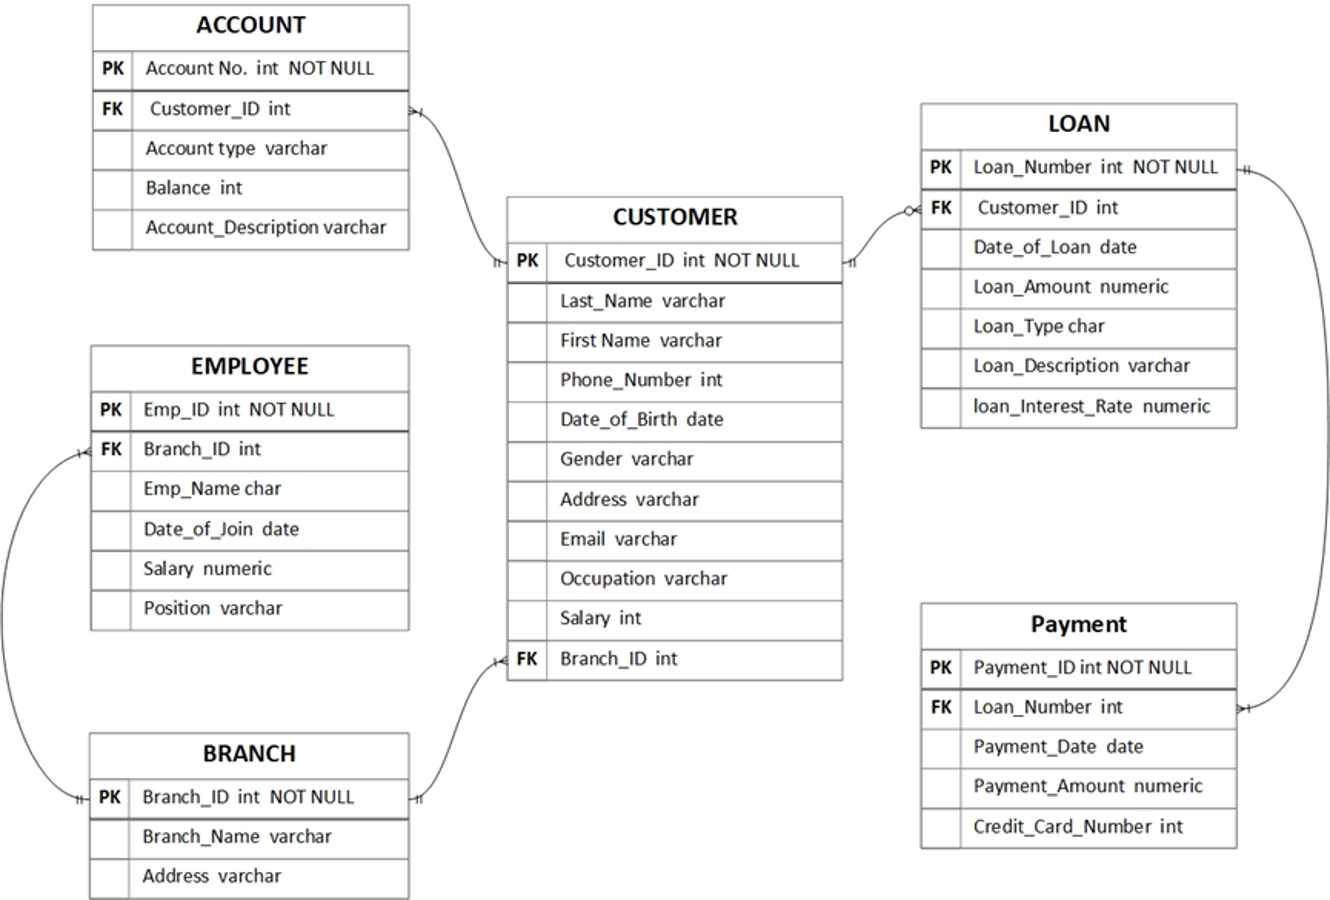 ACCOUNT
PK Account No. int NOT NULL
FK Customer_ID int
Account type varchar
Balance int
Account_Description varchar
EMPLOYEE
PK Emp_ID int NOT NULL
FK Branch_ID int
Emp_Name char
Date_of_Join date
Salary numeric
Position varchar
BRANCH
PK Branch_ID int NOT NULL
Branch_Name varchar
Address varchar
CUSTOMER
PK Customer_ID int NOT NULL
Last_Name varchar
First Name varchar
Phone_Number int
Date_of_Birth date
Gender varchar
Address varchar
Email varchar
Occupation varchar
Salary int
FK Branch_ID int
LOAN
PK Loan_Number int NOT NULL
FK Customer_ID int
Date_of_Loan date
Loan_Amount numeric
Loan_Type char
Loan_Description varchar
loan_Interest_Rate numeric
Payment
PK Payment_ID int NOT NULL
FK Loan_Number int
Payment_Date date
Payment_Amount numeric
Credit_Card_Number int